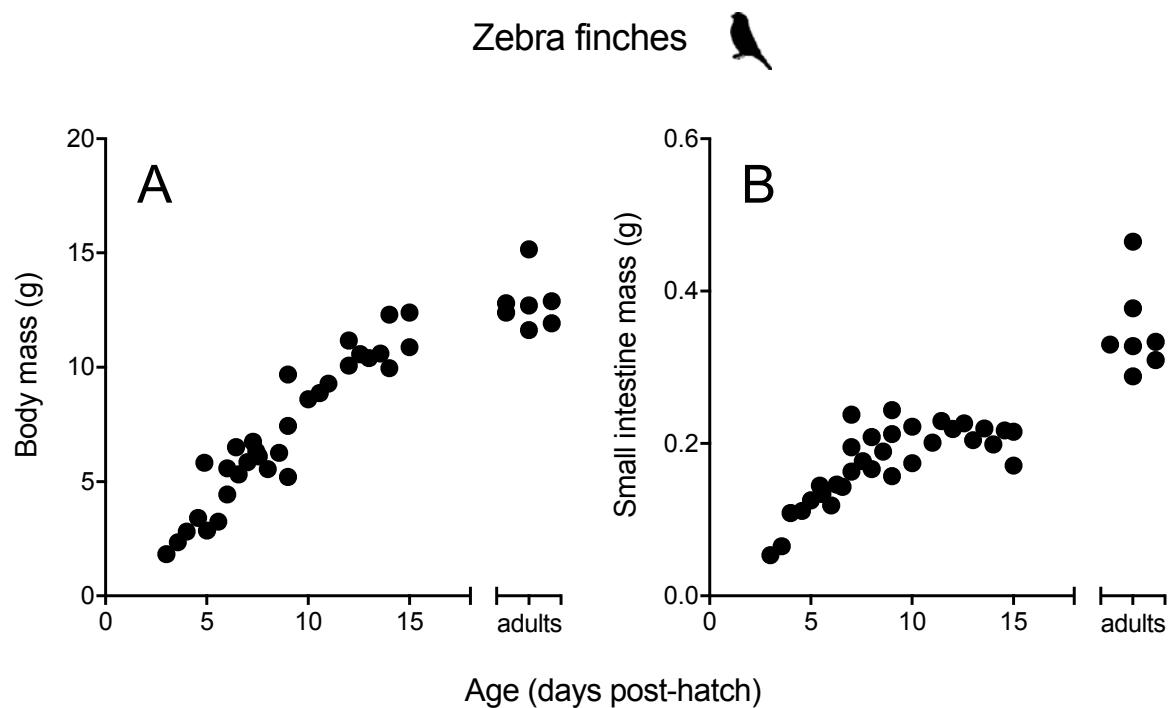 Zebra finches
A
Body mass (g)
20
15
10
5
0
0 5 10 15 adults
B
Small intestine mass (g)
0.6
0.4
0.2
0.0
0 5 10 15 adults
Age (days post-hatch)